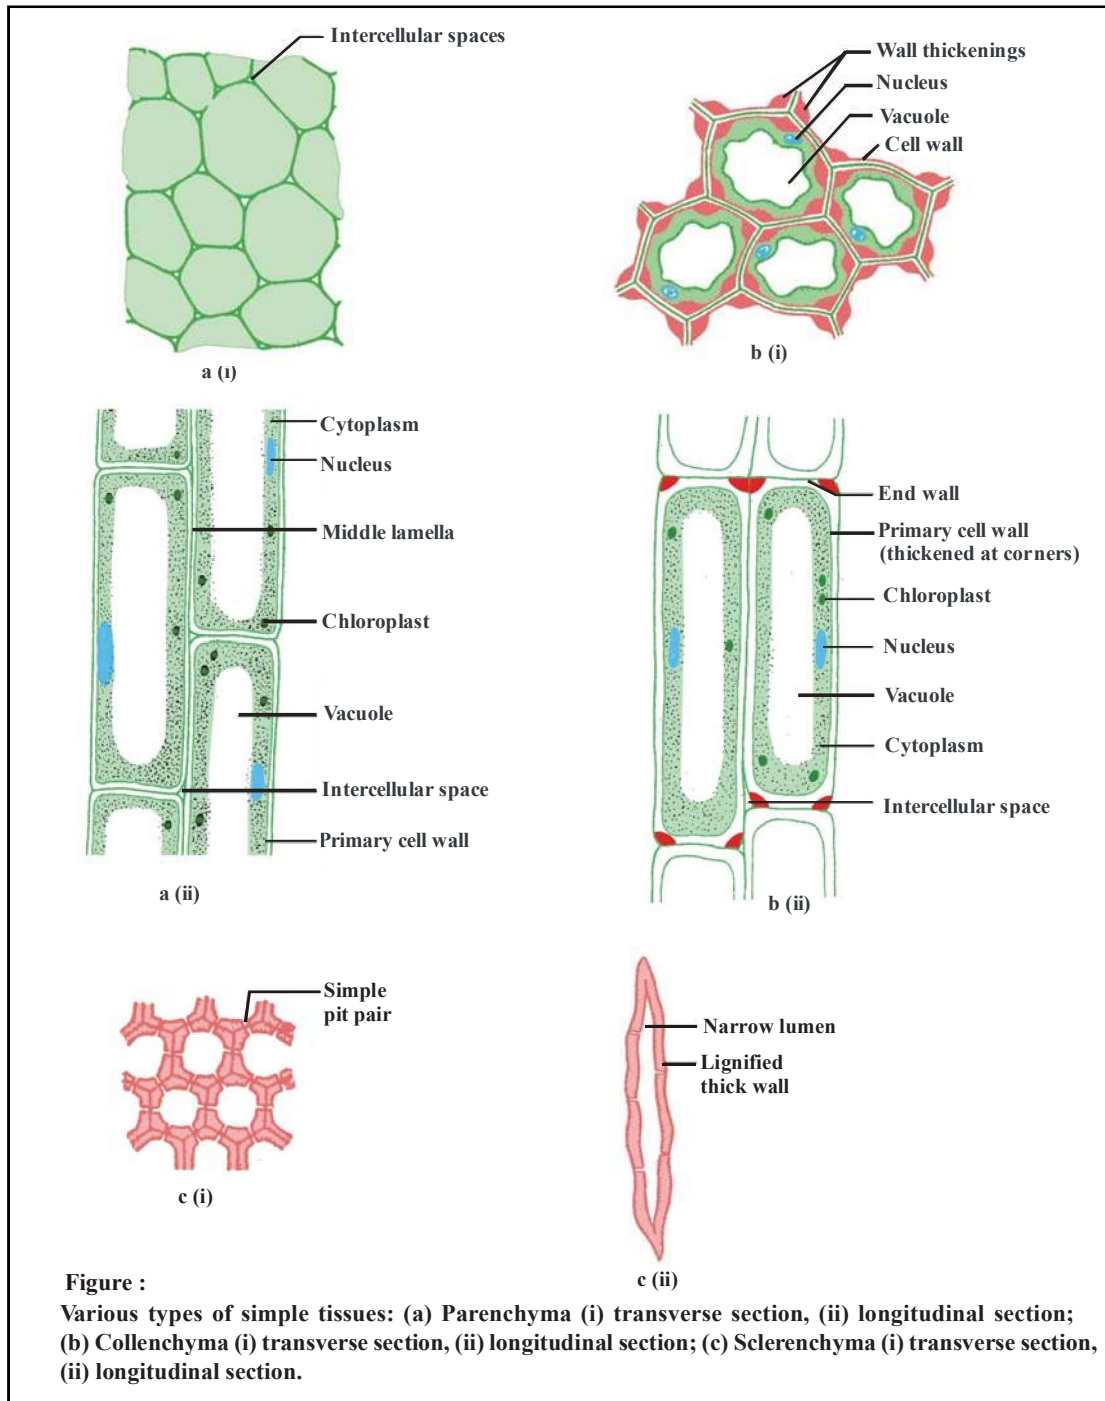 Intercellular spaces
Wall thickenings
Nucleus
Vacuole
Cell wall
a (i)
b (i)
Cytoplasm
Nucleus
Middle lamella
Chloroplast
Vacuole
Intercellular space
Primary cell wall
a (ii)
End wall
Primary cell wall
(thickened at corners)
Chloroplast
Nucleus
Vacuole
Cytoplasm
Intercellular space
b (ii)
Simple
pit pair
c (i)
Narrow lumen
Lignified
thick wall
c (ii)
Figure :
Various types of simple tissues: (a) Parenchyma (i) transverse section, (ii) longitudinal section;
(b) Collenchyma (i) transverse section, (ii) longitudinal section; (c) Sclerenchyma (i) transverse section,
(ii) longitudinal section.